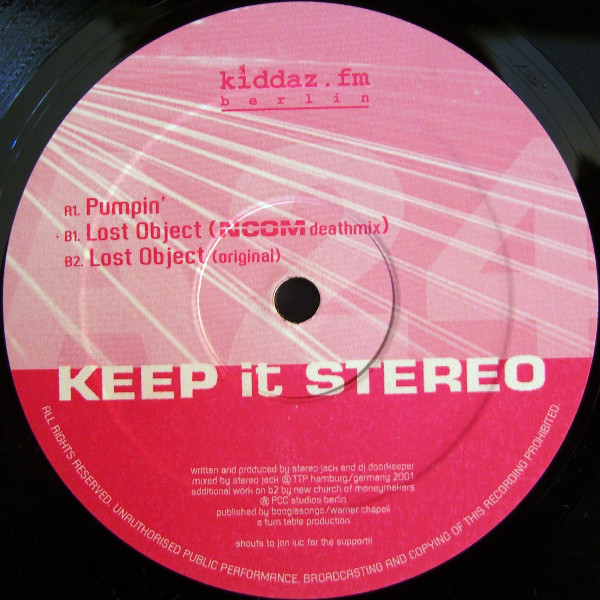 kiddaz.fm
berlin
A1. Pumpin'
· B1. Lost Object (NCOM deathmix)
B2. Lost Object (original)
24
KEEP it STEREO
written and produced by stereo jack and dj doorkeeper
mixed by stereo jack @ TTP hamburg/germany 2001
additional work on b2 by new church of moneymakers
@ PCC studios berlin
published by boogiesongs/warner chapell
a turn table production
shouts to jon luc for the support!!
ALL RIGHTS RESERVED. UNAUTHORISED PUBLIC PERFORMANCE. BROADCASTING AND COPYING OF THIS RECORDING PROHIBITED.